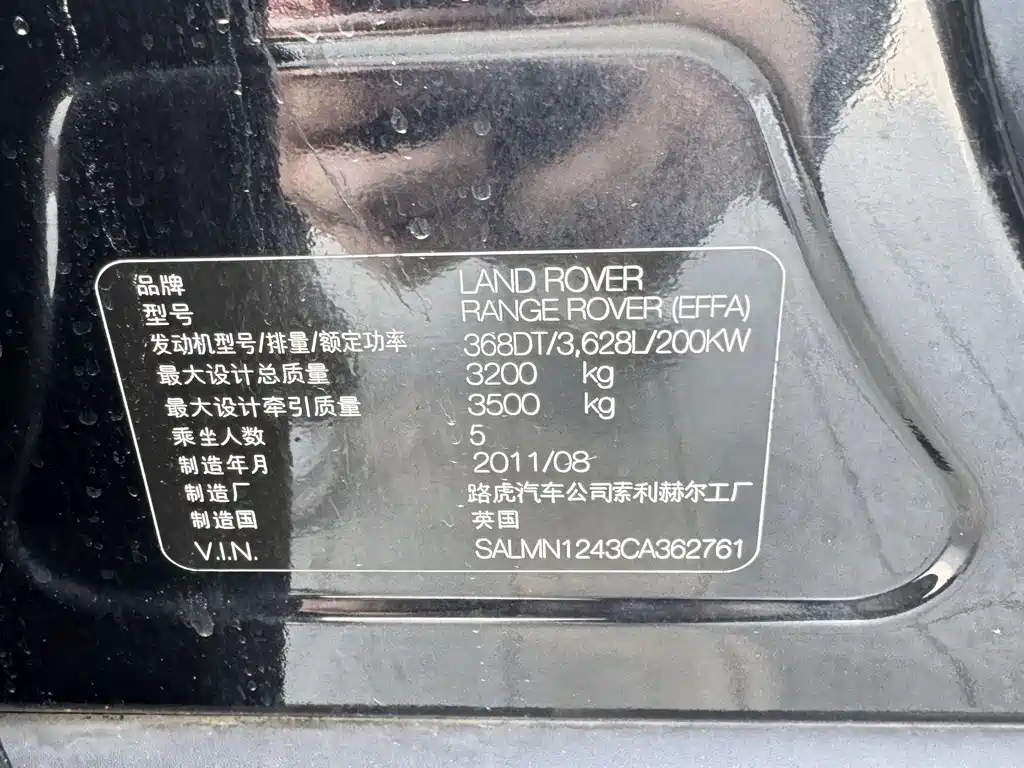 品牌 LAND ROVER
型号 RANGE ROVER (EFFA)
发动机型号/排量/额定功率 368DT/3,628L/200KW
最大设计总质量 3200 kg
最大设计牵引质量 3500 kg
乘坐人数 5
制造年月 2011/08
制造厂 路虎汽车公司索利赫尔工厂
制造国 英国
V.I.N. SALMN1243CA362761